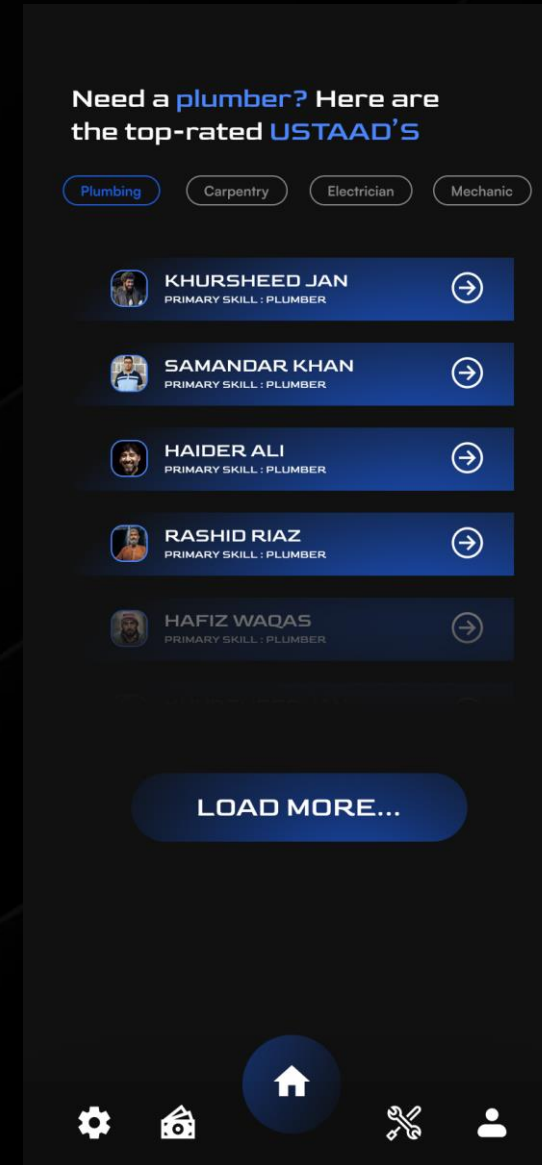 Need a plumber? Here are
the top-rated USTAAD'S
Plumbing
Carpentry
Electrician
Mechanic
KHURSHEED JAN
PRIMARY SKILL : PLUMBER
SAMANDAR KHAN
PRIMARY SKILL : PLUMBER
HAIDER ALI
PRIMARY SKILL : PLUMBER
RASHID RIAZ
PRIMARY SKILL : PLUMBER
HAFIZ WAQAS
PRIMARY SKILL : PLUMBER
LOAD MORE...